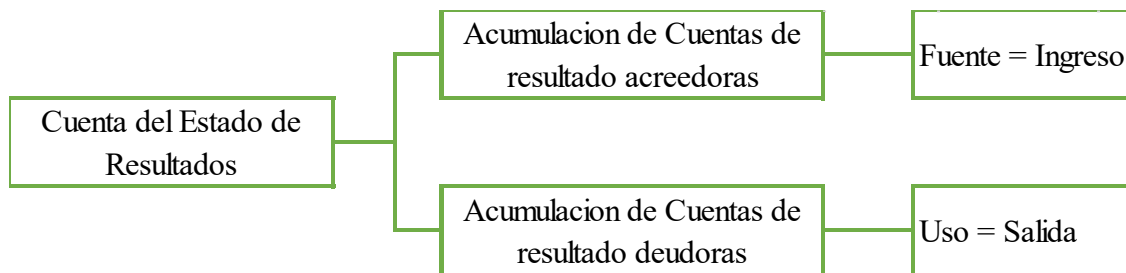 Cuenta del Estado de
Resultados
Acumulacion de Cuentas de
resultado acreedoras
Fuente = Ingreso
Acumulacion de Cuentas de
resultado deudoras
Uso = Salida